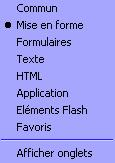 Commun
Mise en forme
Formulaires
Texte
HTML
Application
Eléments Flash
Favoris
Afficher onglets